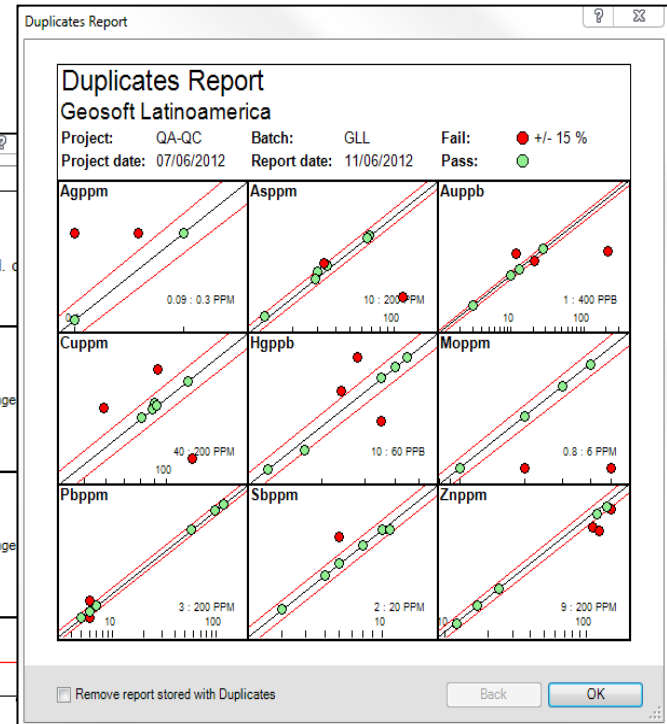 Duplicates Report
?
Duplicates Report
Geosoft Latinoamerica
Project: QA-QC Batch: GLL Fail: +/- 15 %
Project date: 07/06/2012 Report date: 11/06/2012 Pass:
Agppm
0.09 : 0.3 PPM
Asppm
10 : 200 PPM
100
Auppb
1 : 400 PPB
10 100
Cuppm
40 : 200 PPM
100
Hgppb
10 : 60 PPB
Moppm
0.8 : 6 PPM
Pbppm
3 : 200 PPM
10 100
Sbppm
2 : 20 PPM
10
Znppm
9 : 200 PPM
10 100
Remove report stored with Duplicates
Back
OK